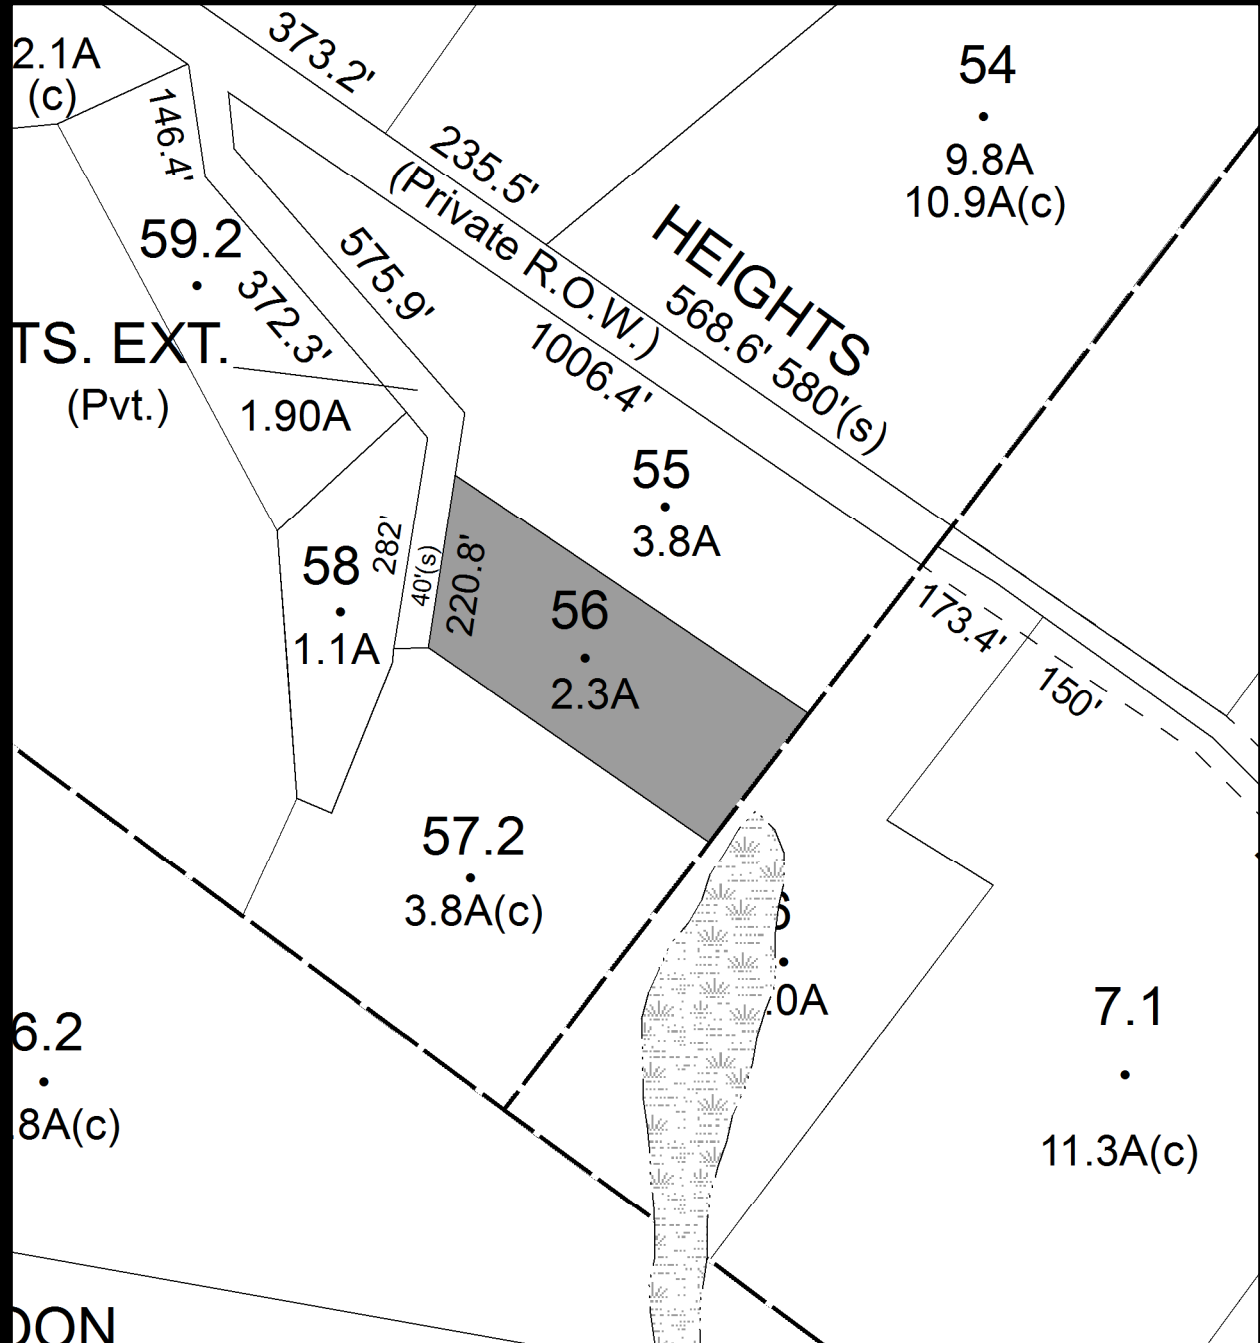 373.2'
2.1A
(c)
54
146.4'
235.5'
9.8A
10.9A(c)
(Private R.O.W.)
59.2
575.9'
HEIGHTS
372.3'
568.6' 580'(s)
TS. EXT.
1006.4'
(Pvt.)
1.90A
55
3.8A
282'
58
40'(s)
220.8'
56
173.4'
1.1A
2.3A
150'
57.2
3.8A(c)
6
.0A
7.1
6.2
.8A(c)
11.3A(c)
DON